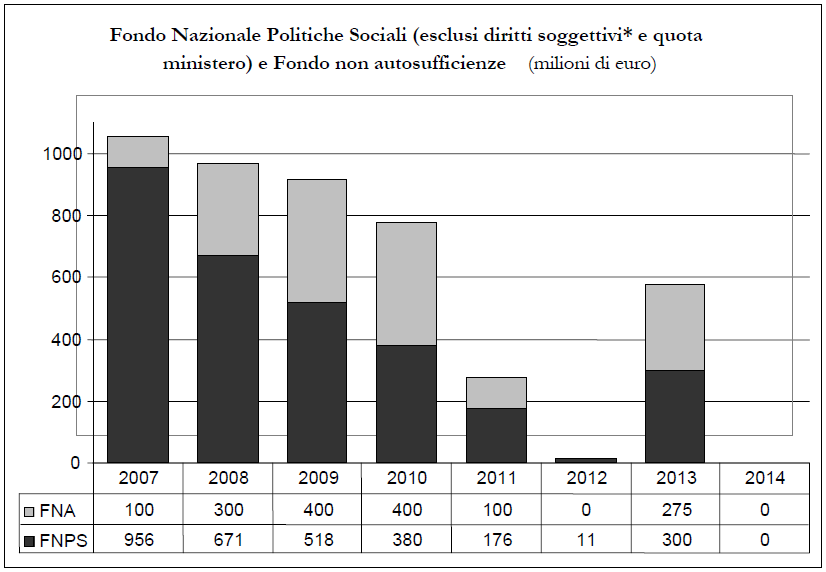 Fondo Nazionale Politiche Sociali (esclusi diritti soggettivi* e quota
ministero) e Fondo non autosufficienze (milioni di euro)
1000
800
600
400
200
0
2007 2008 2009 2010 2011 2012 2013 2014
FNA 100 300 400 400 100 0 275 0
FNPS 956 671 518 380 176 11 300 0